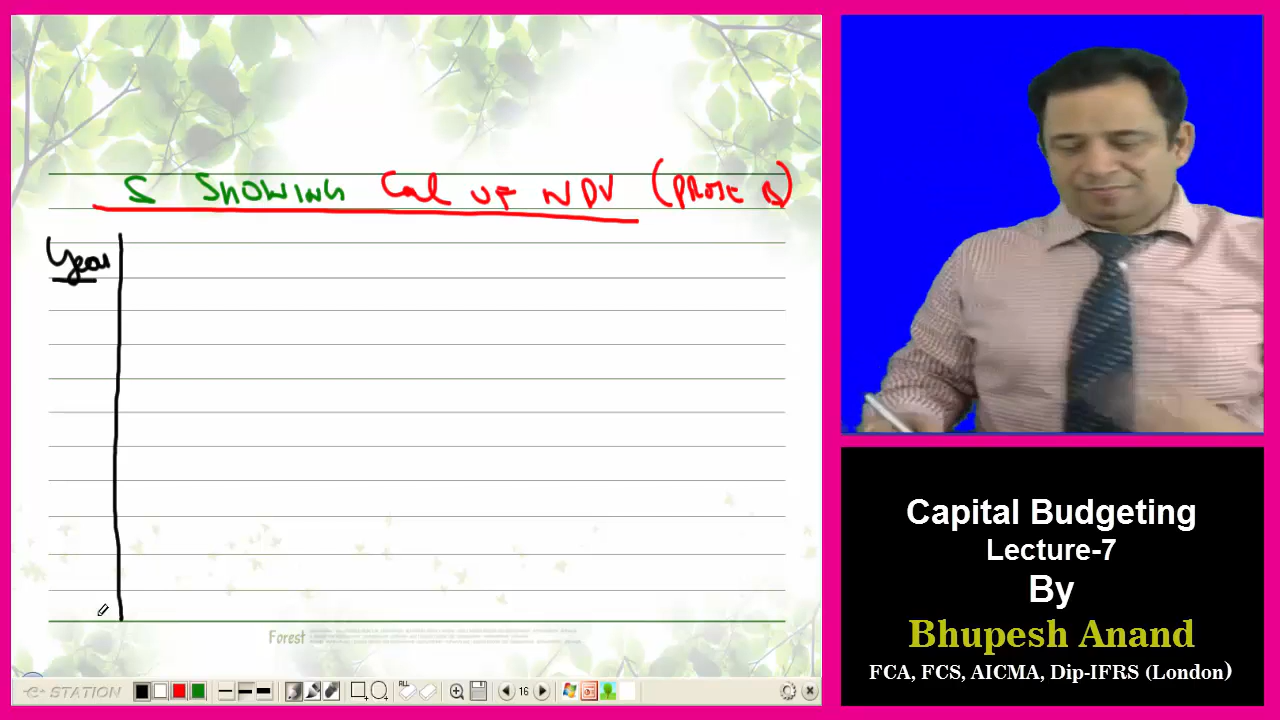 S SHOWING Cal OF NPV (PROJE B)
Year
Forest
e-STATION
16
Capital Budgeting
Lecture-7
By
Bhupesh Anand
FCA, FCS, AICMA, Dip-IFRS (London)